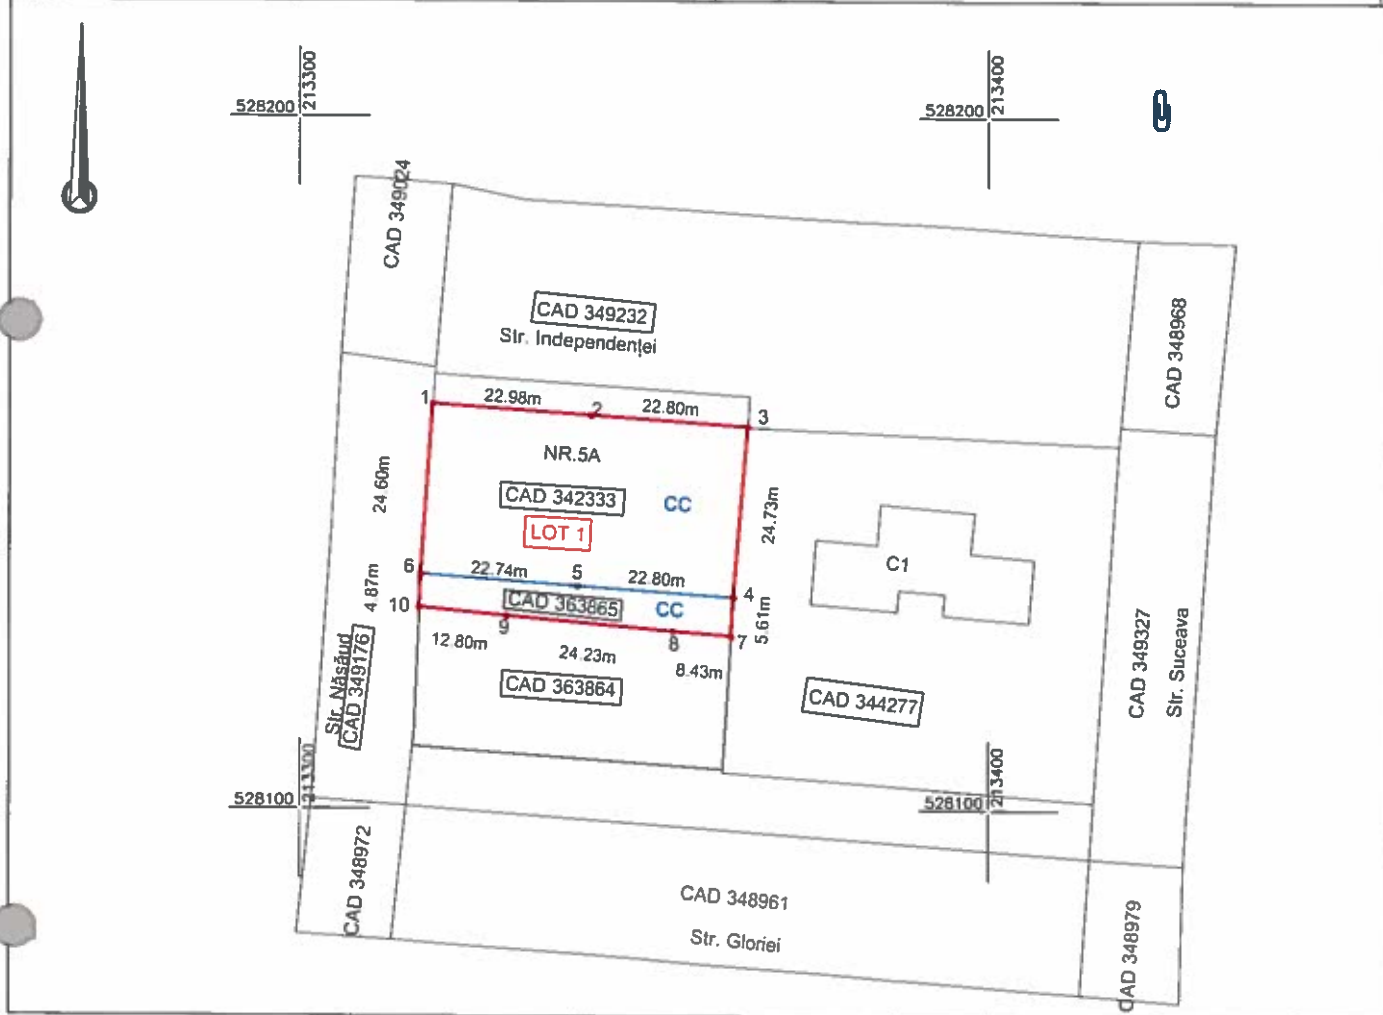 213300
528200
213400
528200
CAD 349024
CAD 349232
Str. Independenței
CAD 348968
1
22.98m
2
22.80m
3
NR.5A
24.60m
CAD 342333
CC
LOT 1
24.73m
C1
6
22.74m
5
22.80m
4
4.87m
CAD 363865
CC
5.61m
10
9
8
7
12.80m
24.23m
8.43m
CAD 363864
CAD 344277
Str. Năsăud
CAD 349176
CAD 349327
Str. Suceava
213300
528100
213400
528100
CAD 348972
CAD 348961
Str. Gloriei
CAD 348979